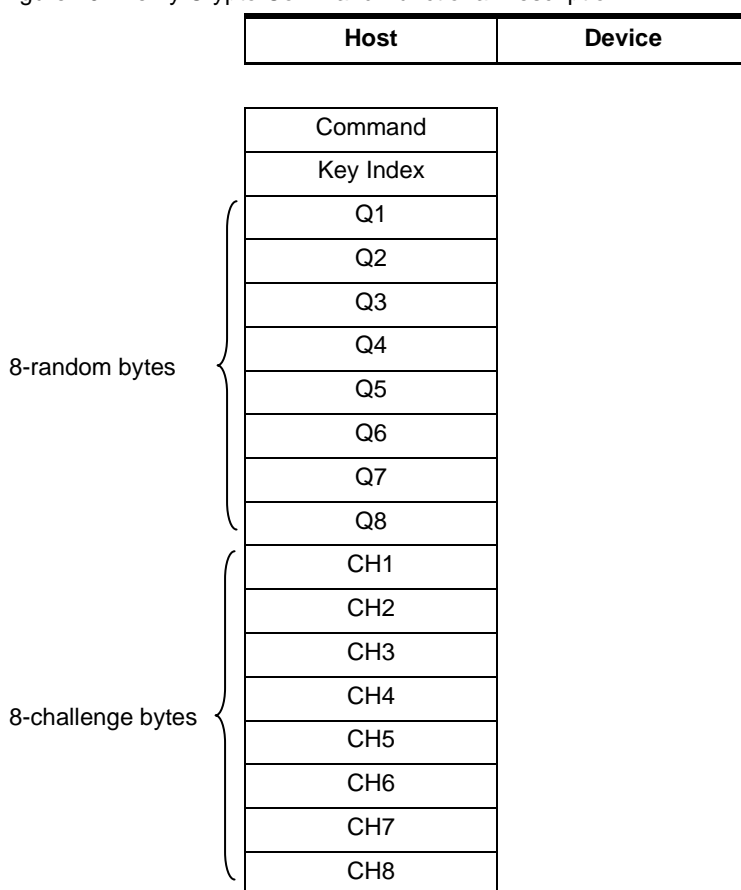 Host Device
Command
Key Index
Q1
Q2
Q3
8-random bytes
Q4
Q5
Q6
Q7
Q8
CH1
CH2
CH3
8-challenge bytes
CH4
CH5
CH6
CH7
CH8